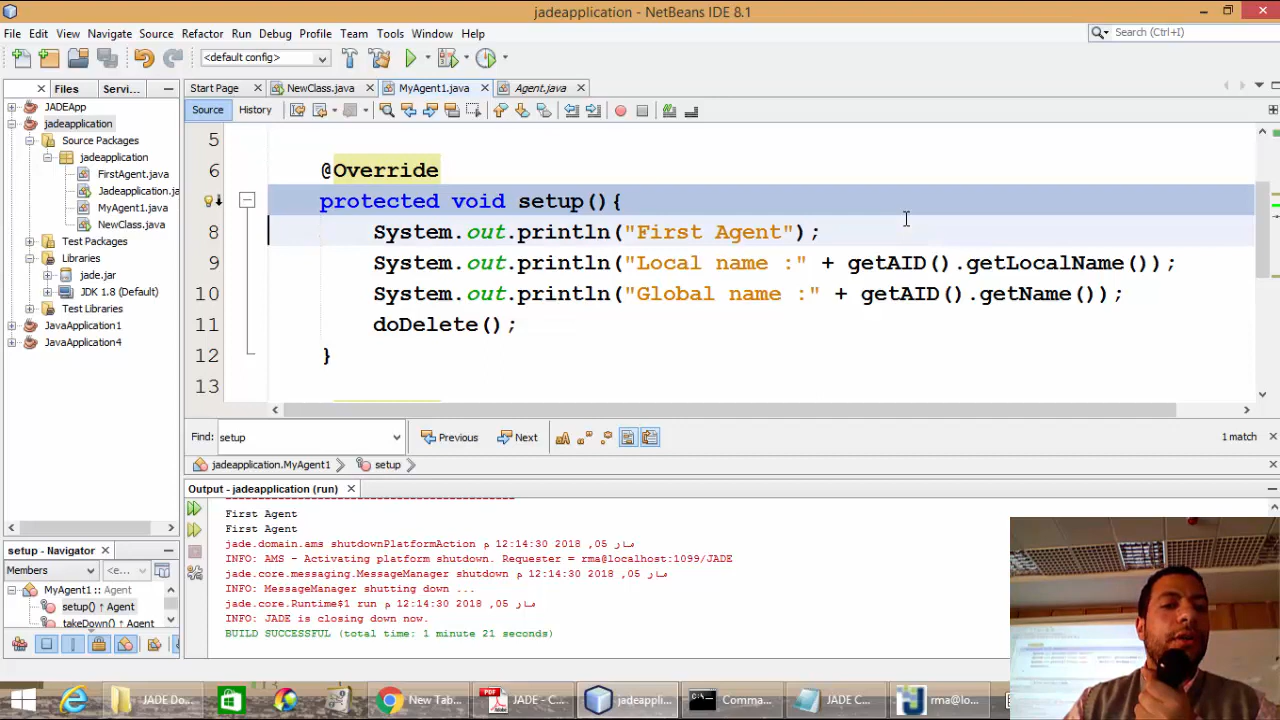 jadeapplication - NetBeans IDE 8.1
File Edit View Navigate Source Refactor Run Debug Profile Team Tools Window Help
Search (Ctrl+I)
<default config>
Files Servi...
Start Page NewClass.java MyAgent1.java Agent.java
Source History
JADEApp
jadeapplication
Source Packages
jadeapplication
FirstAgent.java
Jadeapplication.ja
MyAgent1.java
NewClass.java
Test Packages
Libraries
jade.jar
JDK 1.8 (Default)
Test Libraries
JavaApplication1
JavaApplication4
5
6 @Override
protected void setup(){
8 System.out.println("First Agent");
9 System.out.println("Local name :" + getAID().getLocalName());
10 System.out.println("Global name :" + getAID().getName());
11 doDelete();
12 }
13
Find: setup Previous Next 1 match
jadeapplication.MyAgent1 setup
Output - jadeapplication (run)
First Agent
First Agent
jade.domain.ams shutdownPlatformAction م 12:14:30 2018 ,05 مار
INFO: AMS - Activating platform shutdown. Requester = rma@localhost:1099/JADE
jade.core.messaging.MessageManager shutdown م 12:14:30 2018 ,05 مار
INFO: MessageManager shutting down ...
jade.core.Runtime$1 run م 12:14:30 2018 ,05 مار
INFO: JADE is closing down now.
BUILD SUCCESSFUL (total time: 1 minute 21 seconds)
setup - Navigator
Members <e...
MyAgent1 :: Agent
setup() ↑ Agent
takeDown() ↑ Agent
JADE Do... New Tab... JADE - C... jadeappli... Comma... JADE C... rma@lo...